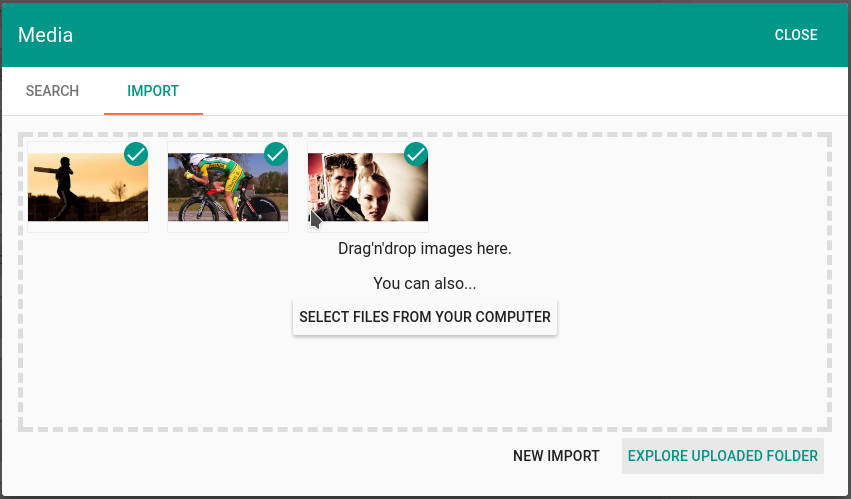 Media
CLOSE
SEARCH
IMPORT
Drag'n'drop images here.
You can also...
SELECT FILES FROM YOUR COMPUTER
NEW IMPORT
EXPLORE UPLOADED FOLDER